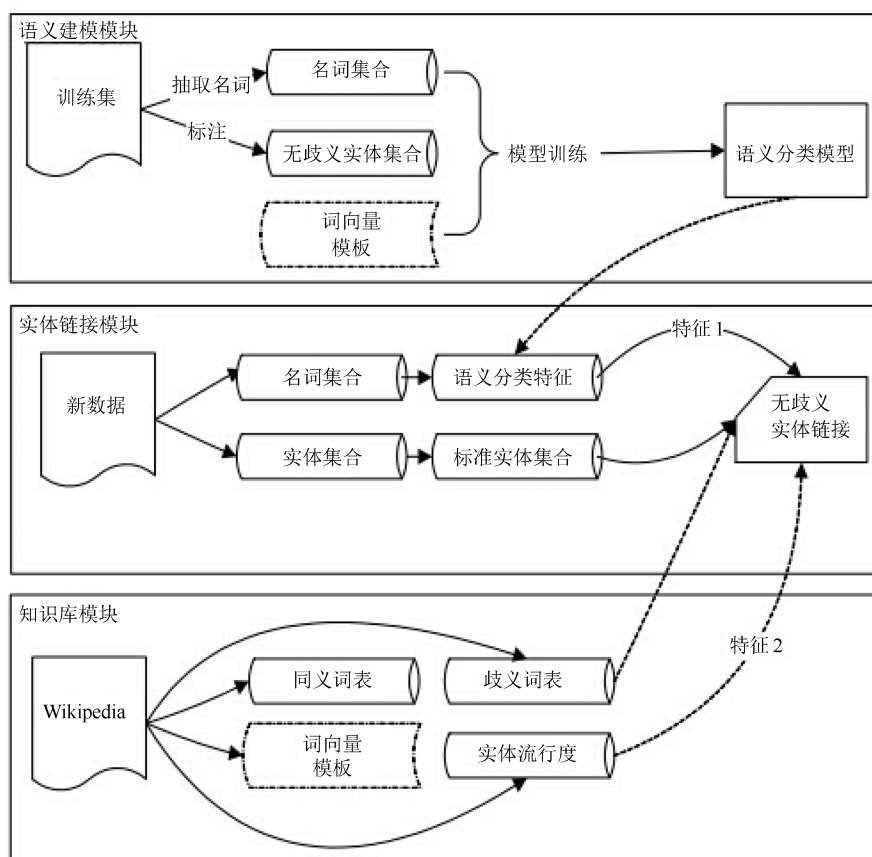 语义建模模块
训练集
抽取名词
标注
名词集合
无歧义实体集合
词向量
模板
模型训练
语义分类模型
实体链接模块
新数据
名词集合
语义分类特征
特征1
实体集合
标准实体集合
无歧义
实体链接
知识库模块
Wikipedia
同义词表
歧义词表
特征2
词向量
模板
实体流行度